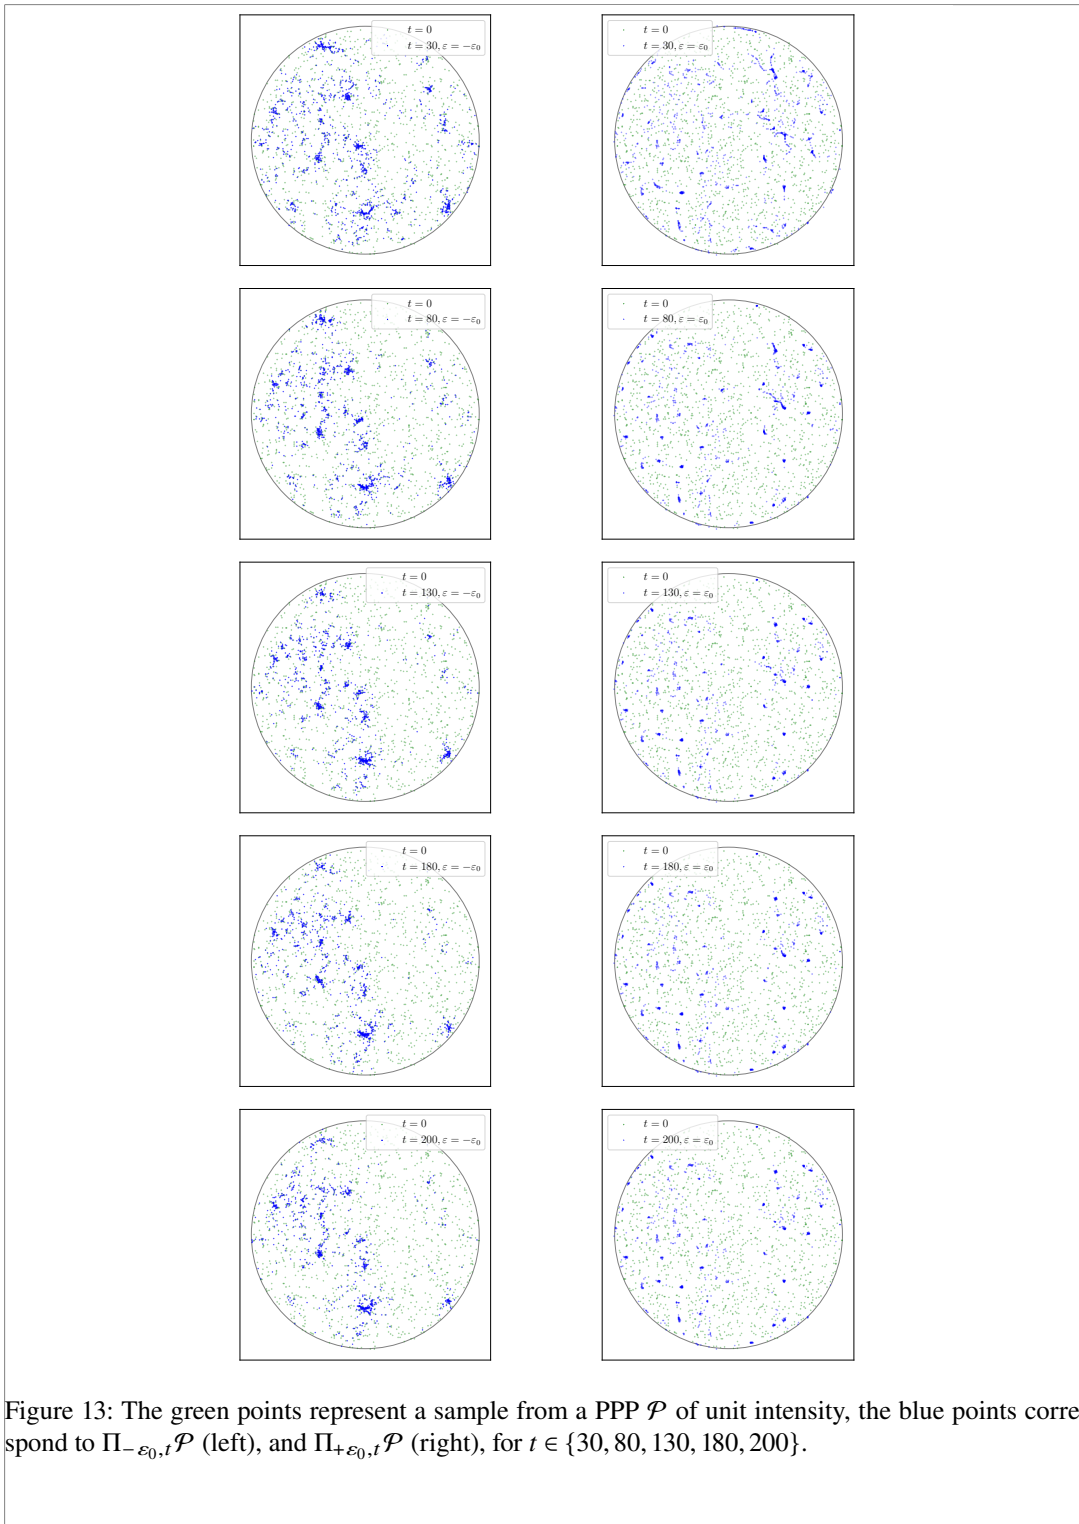 t = 0
t = 30, ε = −ε₀
t = 0
t = 30, ε = ε₀
t = 0
t = 80, ε = −ε₀
t = 0
t = 80, ε = ε₀
t = 0
t = 130, ε = −ε₀
t = 0
t = 130, ε = ε₀
t = 0
t = 180, ε = −ε₀
t = 0
t = 180, ε = ε₀
t = 0
t = 200, ε = −ε₀
t = 0
t = 200, ε = ε₀
Figure 13: The green points represent a sample from a PPP 𝒫 of unit intensity, the blue points corre
spond to Π₋ε₀,ₜ𝒫 (left), and Π₊ε₀,ₜ𝒫 (right), for t ∈ {30, 80, 130, 180, 200}.